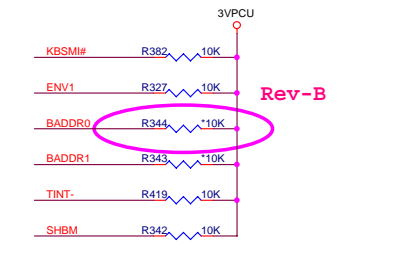 3VPCU
KBSMI# R382 10K
ENV1 R327 10K
Rev-B
BADDR0 R344 *10K
BADDR1 R343 *10K
TINT- R419 10K
SHBM R342 10K